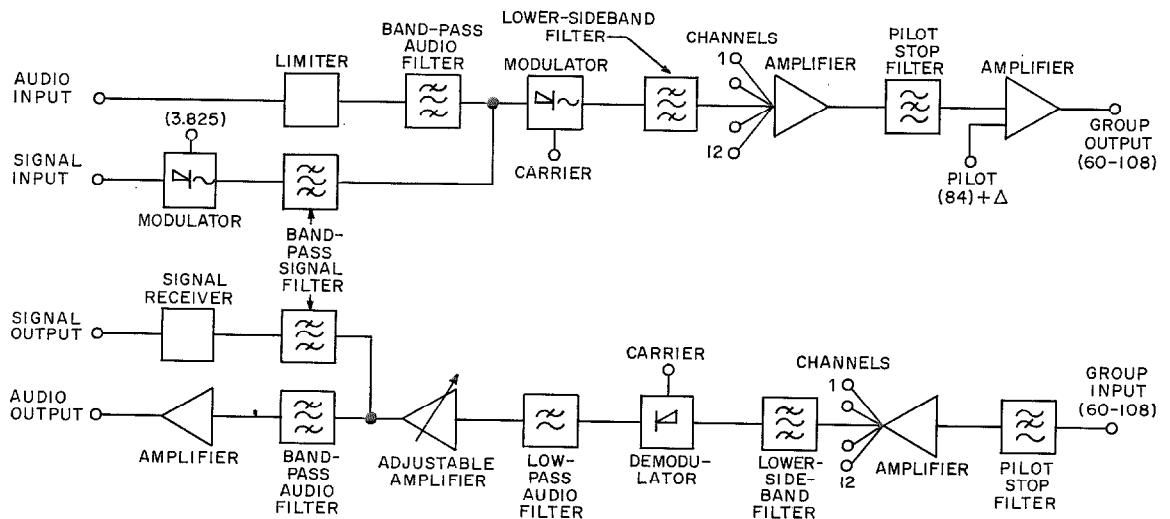 LOWER-SIDEBAND
FILTER
BAND-PASS
AUDIO
FILTER
CHANNELS
PILOT
STOP
FILTER
LIMITER
MODULATOR
1
AMPLIFIER
AMPLIFIER
AUDIO
INPUT
(3.825)
SIGNAL
INPUT
12
CARRIER
GROUP
OUTPUT
(60-108)
PILOT
(84)+Δ
MODULATOR
BAND-
PASS
SIGNAL
FILTER
SIGNAL
RECEIVER
SIGNAL
OUTPUT
CARRIER
CHANNELS
1
GROUP
INPUT
(60-108)
AUDIO
OUTPUT
12
AMPLIFIER
BAND-
PASS
AUDIO
FILTER
ADJUSTABLE
AMPLIFIER
LOW-
PASS
AUDIO
FILTER
DEMODU-
LATOR
LOWER-
SIDE-
BAND
FILTER
AMPLIFIER
PILOT
STOP
FILTER